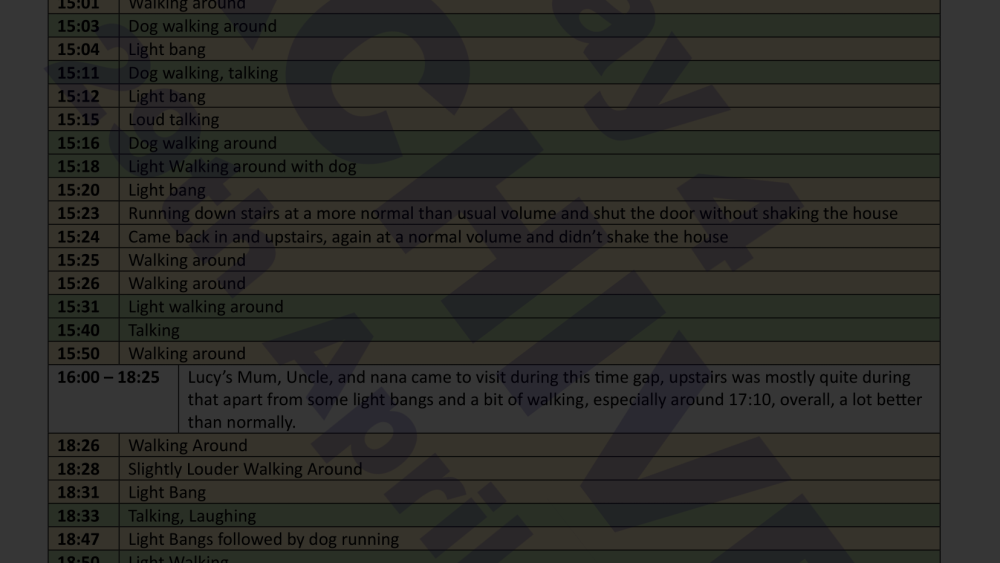 15:01 Walking around
15:03 Dog walking around
15:04 Light bang
15:11 Dog walking, talking
15:12 Light bang
15:15 Loud talking
15:16 Dog walking around
15:18 Light Walking around with dog
15:20 Light bang
15:23 Running down stairs at a more normal than usual volume and shut the door without shaking the house
15:24 Came back in and upstairs, again at a normal volume and didn't shake the house
15:25 Walking around
15:26 Walking around
15:31 Light walking around
15:40 Talking
15:50 Walking around
16:00 – 18:25 Lucy's Mum, Uncle, and nana came to visit during this time gap, upstairs was mostly quite during
that apart from some light bangs and a bit of walking, especially around 17:10, overall, a lot better
than normally.
18:26 Walking Around
18:28 Slightly Louder Walking Around
18:31 Light Bang
18:33 Talking, Laughing
18:47 Light Bangs followed by dog running
18:50 Light Walking
ay 4
April